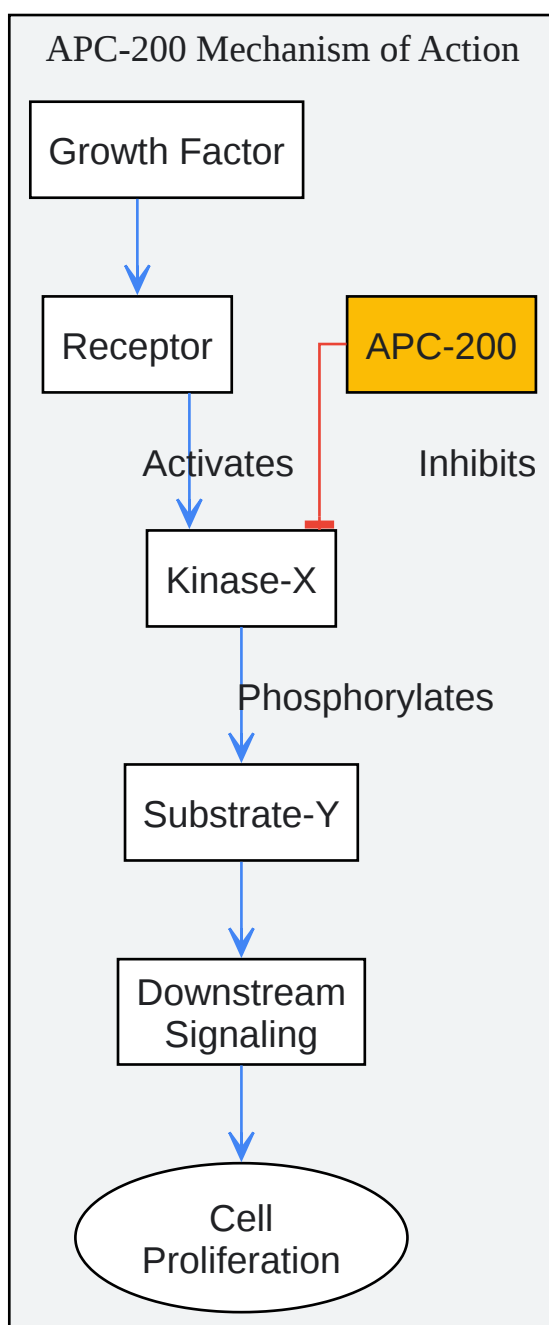 APC-200 Mechanism of Action
Growth Factor
Receptor
APC-200
Activates
Inhibits
Kinase-X
Phosphorylates
Substrate-Y
Downstream
Signaling
Cell
Proliferation